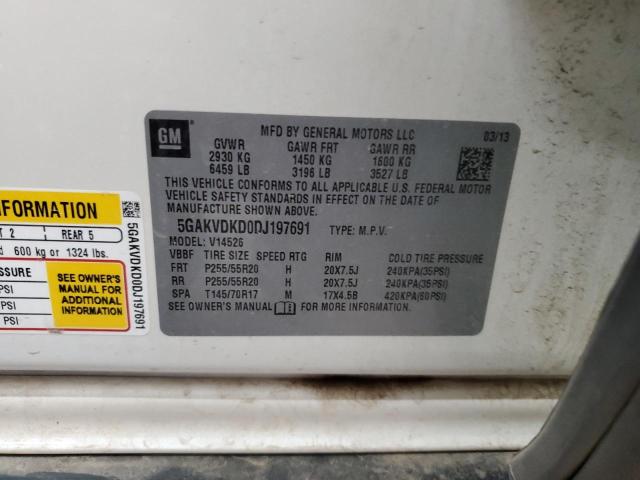 GM
MFD BY GENERAL MOTORS LLC 03/13
GVWR GAWR FRT GAWR RR
2930 KG 1450 KG 1600 KG
6459 LB 3196 LB 3527 LB
THIS VEHICLE CONFORMS TO ALL APPLICABLE U.S. FEDERAL MOTOR
VEHICLE SAFETY STANDARDS IN EFFECT ON THE DATE OF
MANUFACTURE SHOWN ABOVE.
5GAKVDKD0DJ197691 TYPE: M.P.V.
MODEL: V14526
VBBF TIRE SIZE SPEED RTG RIM COLD TIRE PRESSURE
FRT P255/55R20 H 20X7.5J 240KPA(35PSI)
RR P255/55R20 H 20X7.5J 240KPA(35PSI)
SPA T145/70R17 M 17X4.5B 420KPA(60PSI)
SEE OWNER'S MANUAL FOR MORE INFORMATION.
NFORMATION
T 2 REAR 5
d 600 kg or 1324 lbs.
RESSURE
PSI
PSI
PSI
SEE OWNER'S
MANUAL FOR
ADDITIONAL
INFORMATION
5GAKVDKD0DJ197691